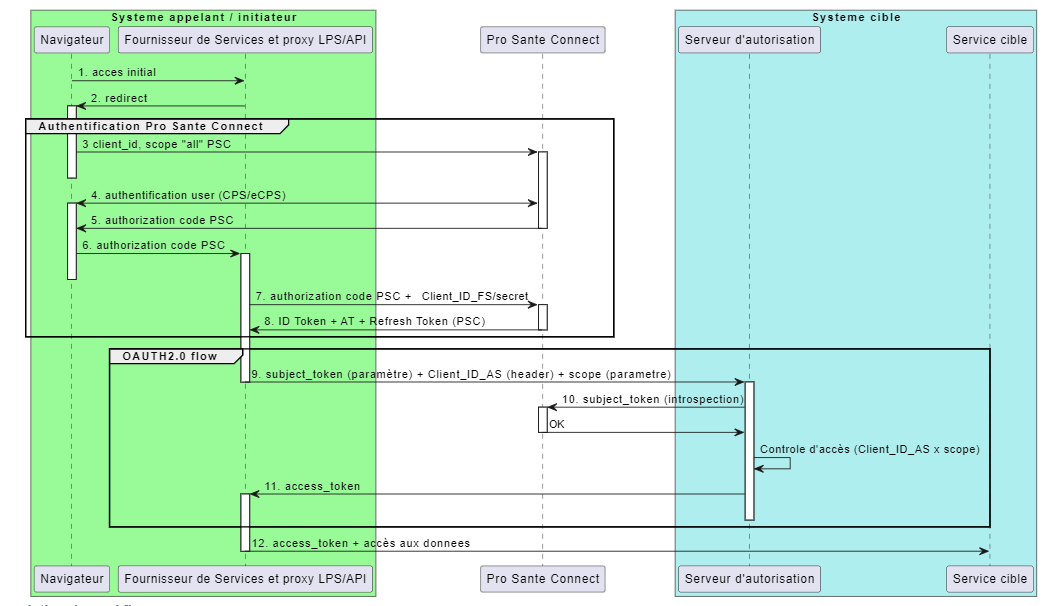 Systeme appelant / initiateur
Systeme cible
Navigateur
Fournisseur de Services et proxy LPS/API
Pro Sante Connect
Serveur d'autorisation
Service cible
1. acces initial
2. redirect
Authentification Pro Sante Connect
3 client_id, scope "all" PSC
4. authentification user (CPS/eCPS)
5. authorization code PSC
6. authorization code PSC
7. authorization code PSC + Client_ID_FS/secret
8. ID Token + AT + Refresh Token (PSC)
OAUTH2.0 flow
9. subject_token (paramètre) + Client_ID_AS (header) + scope (parametre)
10. subject_token (introspection)
OK
Controle d'accès (Client_ID_AS x scope)
11. access_token
12. access_token + accès aux donnees
Navigateur
Fournisseur de Services et proxy LPS/API
Pro Sante Connect
Serveur d'autorisation
Service cible